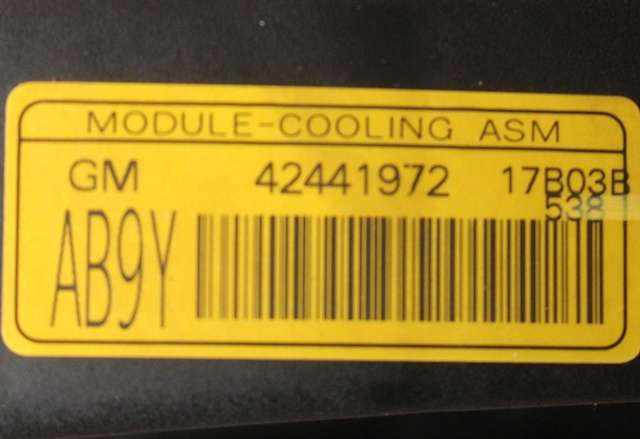 MODULE-COOLING ASM
GM 42441972 17B03B
538
AB9Y